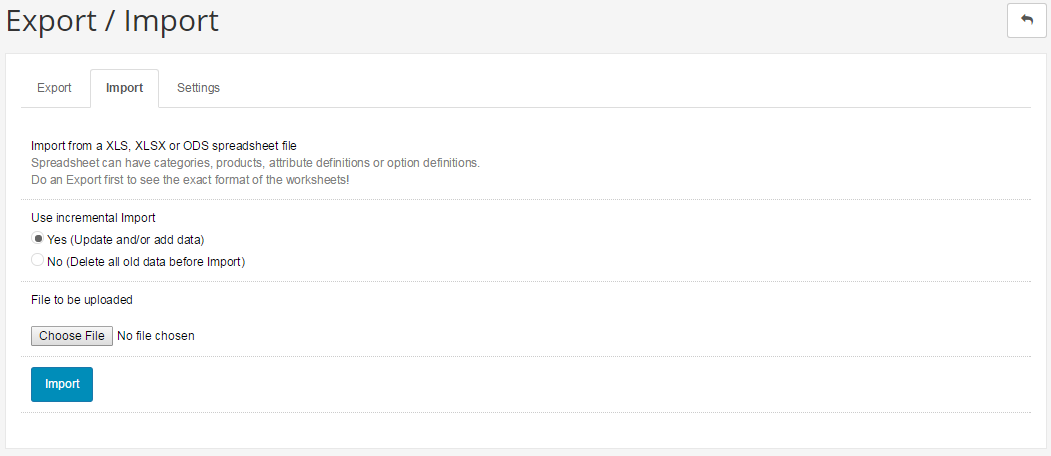 Export / Import
Export Import Settings
Import from a XLS, XLSX or ODS spreadsheet file
Spreadsheet can have categories, products, attribute definitions or option definitions.
Do an Export first to see the exact format of the worksheets!
Use incremental Import
Yes (Update and/or add data)
No (Delete all old data before Import)
File to be uploaded
Choose File No file chosen
Import